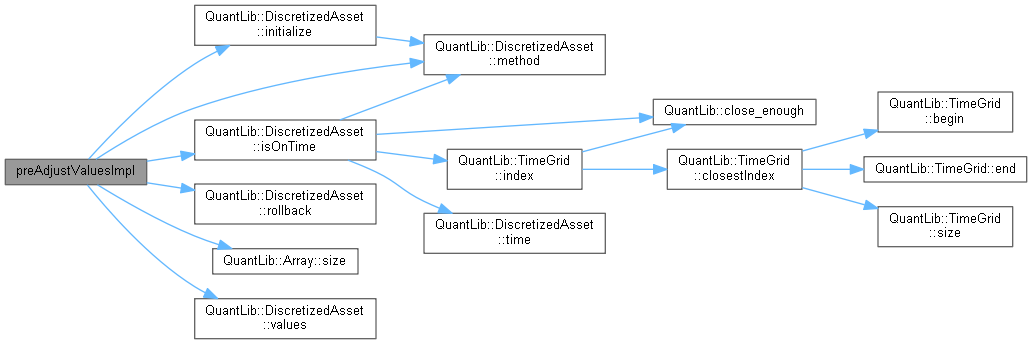 preAdjustValuesImpl
QuantLib::DiscretizedAsset
::initialize
QuantLib::DiscretizedAsset
::method
QuantLib::DiscretizedAsset
::isOnTime
QuantLib::DiscretizedAsset
::rollback
QuantLib::Array::size
QuantLib::DiscretizedAsset
::values
QuantLib::close_enough
QuantLib::TimeGrid
::index
QuantLib::DiscretizedAsset
::time
QuantLib::TimeGrid
::closestIndex
QuantLib::TimeGrid
::begin
QuantLib::TimeGrid::end
QuantLib::TimeGrid
::size